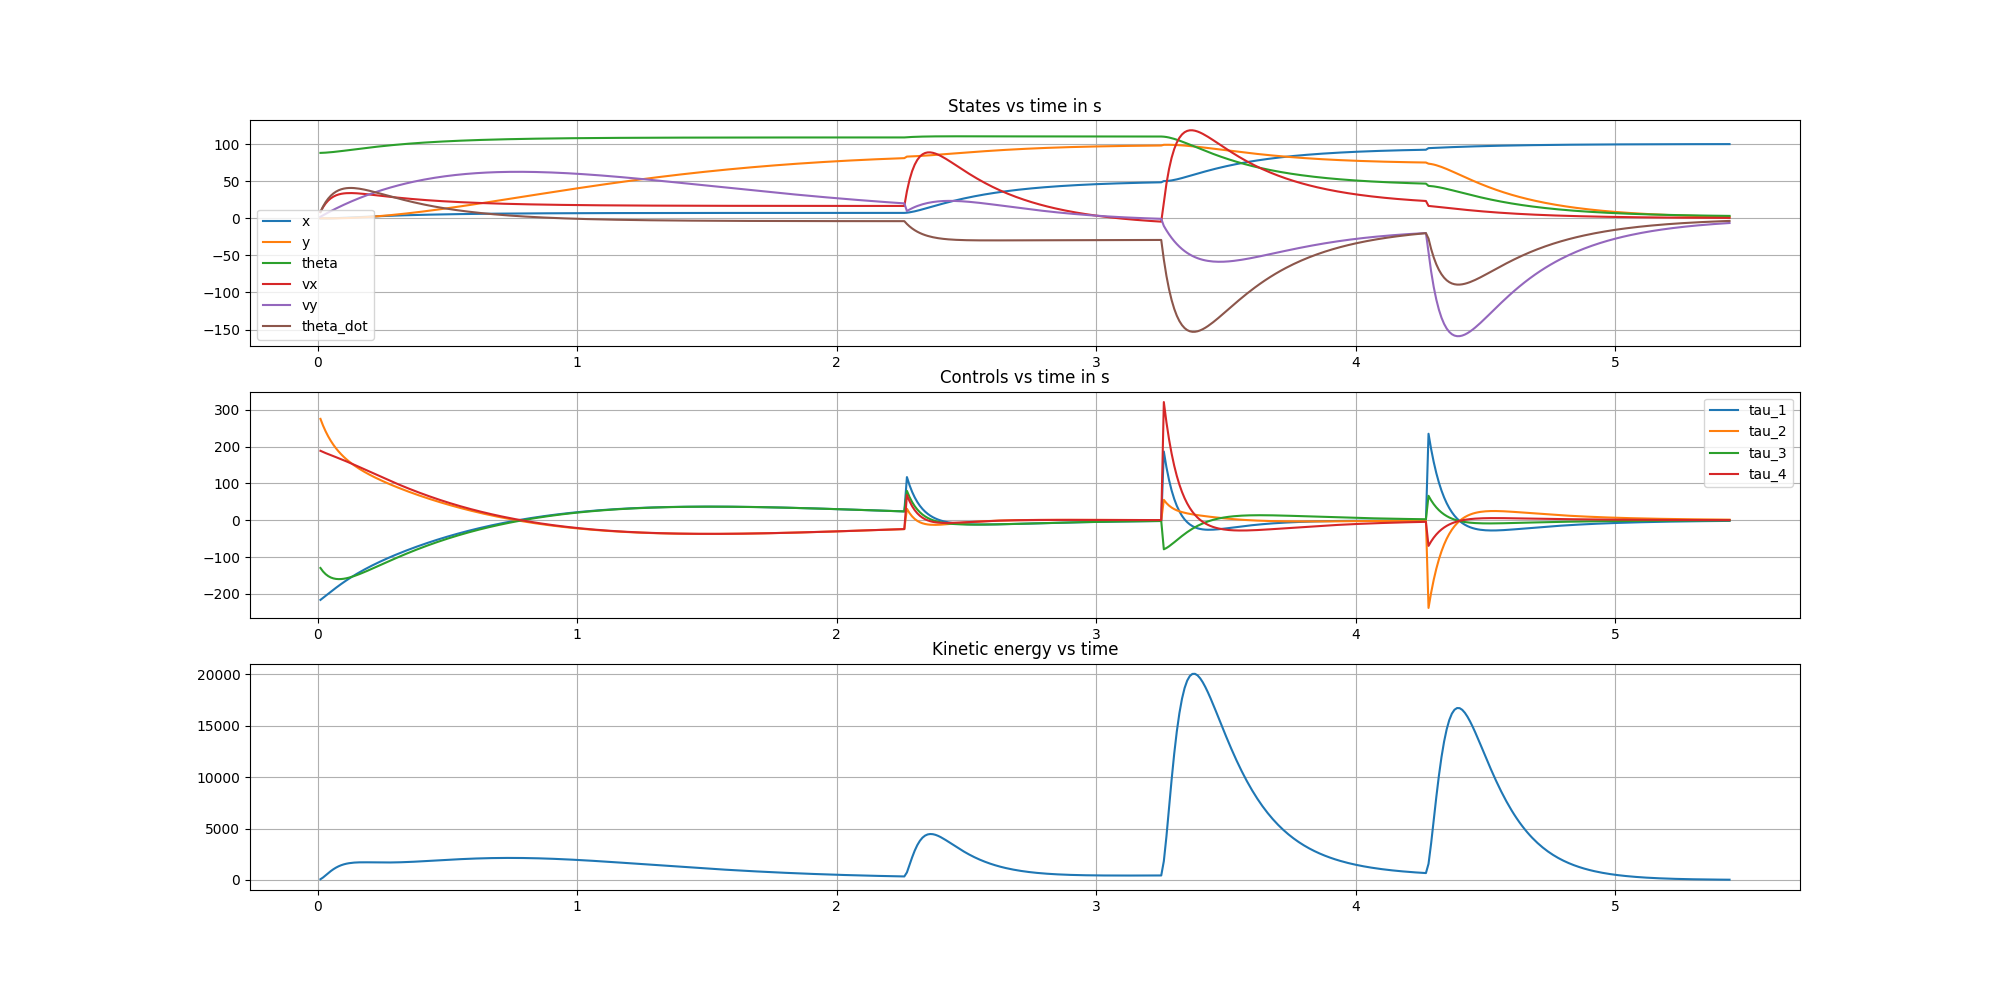 States vs time in s
100
50
0
−50
−100
−150
x
y
theta
vx
vy
theta_dot
0 1 2 3 4 5
Controls vs time in s
300
200
100
0
−100
−200
tau_1
tau_2
tau_3
tau_4
0 1 2 3 4 5
Kinetic energy vs time
20000
15000
10000
5000
0
0 1 2 3 4 5